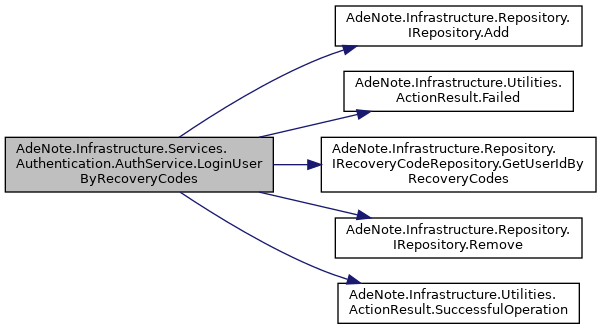 AdeNote.Infrastructure.Repository.
IRepository.Add
AdeNote.Infrastructure.Utilities.
ActionResult.Failed
AdeNote.Infrastructure.Services.
Authentication.AuthService.LoginUser
ByRecoveryCodes
AdeNote.Infrastructure.Repository.
IRecoveryCodeRepository.GetUserIdBy
RecoveryCodes
AdeNote.Infrastructure.Repository.
IRepository.Remove
AdeNote.Infrastructure.Utilities.
ActionResult.SuccessfulOperation